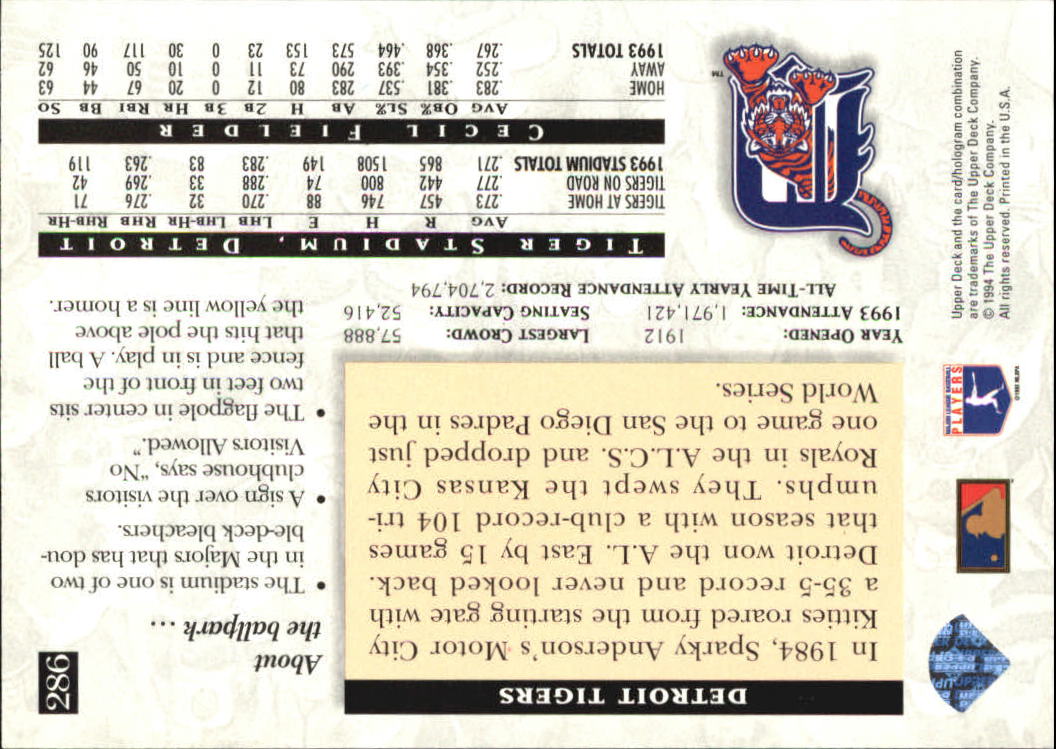 286
DETROIT TIGERS
In 1984, Sparky Anderson's Motor City
Kitties roared from the starting gate with
a 35-5 record and never looked back.
Detroit won the A.L. East by 15 games
that season with a club-record 104 tri-
umphs. They swept the Kansas City
Royals in the A.L.C.S. and dropped just
one game to the San Diego Padres in the
World Series.
About
the ballpark ...
• The stadium is one of two
in the Majors that has dou-
ble-deck bleachers.
• A sign over the visitors
clubhouse says, "No
Visitors Allowed."
• The flagpole in center sits
two feet in front of the
fence and is in play. A ball
that hits the pole above
the yellow line is a homer.
YEAR OPENED: 1912 LARGEST CROWD: 57,888
1993 ATTENDANCE: 1,971,421 SEATING CAPACITY: 52,416
ALL-TIME YEARLY ATTENDANCE RECORD: 2,704,794
TIGER STADIUM, DETROIT
AVG R H E LHB LHB-HR RHB RHB-HR
TIGERS AT HOME .273 457 746 88 .270 32 .276 71
TIGERS ON ROAD .277 442 800 74 .288 33 .269 42
1993 STADIUM TOTALS .271 865 1508 149 .283 83 .263 119
CECIL FIELDER
AVG OB% SL% AB H 2B 3B HR RBI BB SO
HOME .283 .381 .537 283 80 12 0 20 67 44 63
AWAY .252 .354 .393 290 73 11 0 10 50 46 62
1993 TOTALS .267 .368 .464 573 153 23 0 30 117 90 125
TM
Upper Deck and the card/hologram combination
are trademarks of The Upper Deck Company.
© 1994 The Upper Deck Company.
All rights reserved. Printed in the U.S.A.
MAJOR LEAGUE BASEBALL
PLAYERS